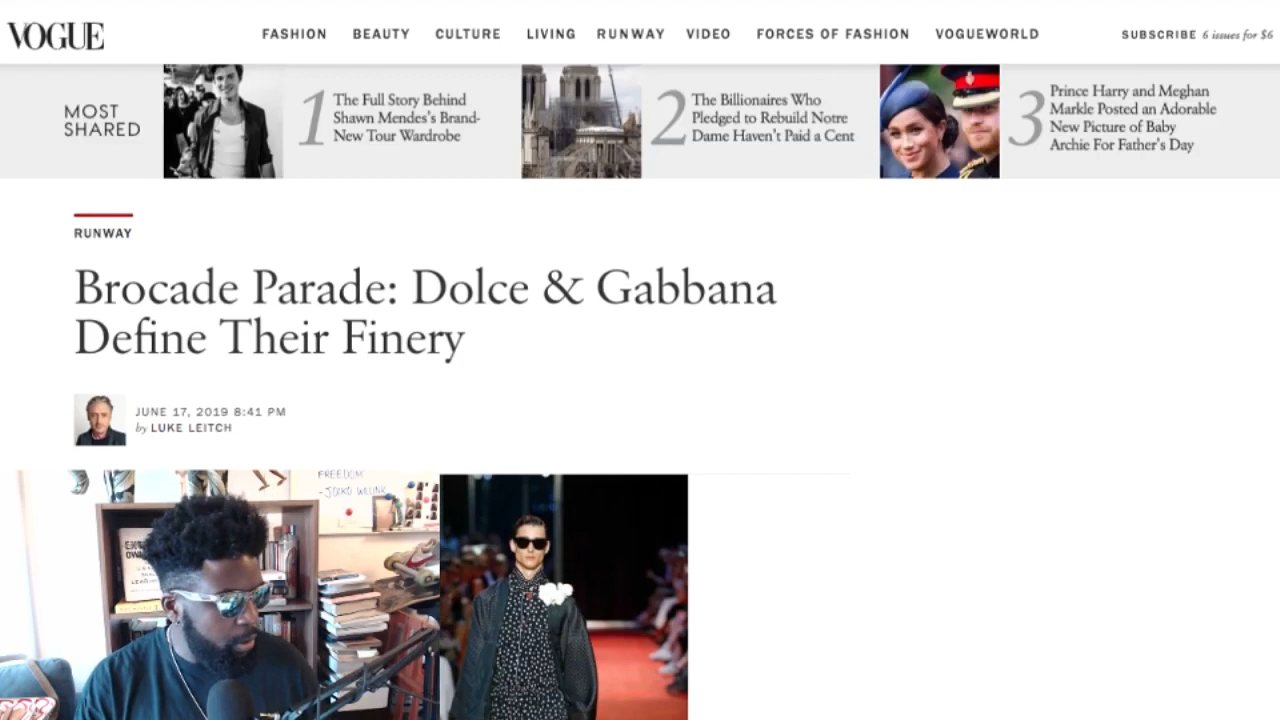 VOGUE
FASHION BEAUTY CULTURE LIVING RUNWAY VIDEO FORCES OF FASHION VOGUEWORLD
SUBSCRIBE 6 issues for $6
MOST
SHARED
1
The Full Story Behind
Shawn Mendes's Brand-
New Tour Wardrobe
2
The Billionaires Who
Pledged to Rebuild Notre
Dame Haven't Paid a Cent
3
Prince Harry and Meghan
Markle Posted an Adorable
New Picture of Baby
Archie For Father's Day
RUNWAY
Brocade Parade: Dolce & Gabbana
Define Their Finery
JUNE 17, 2019 8:41 PM
by LUKE LEITCH
FREEDOM
-JOCKO WILLINK